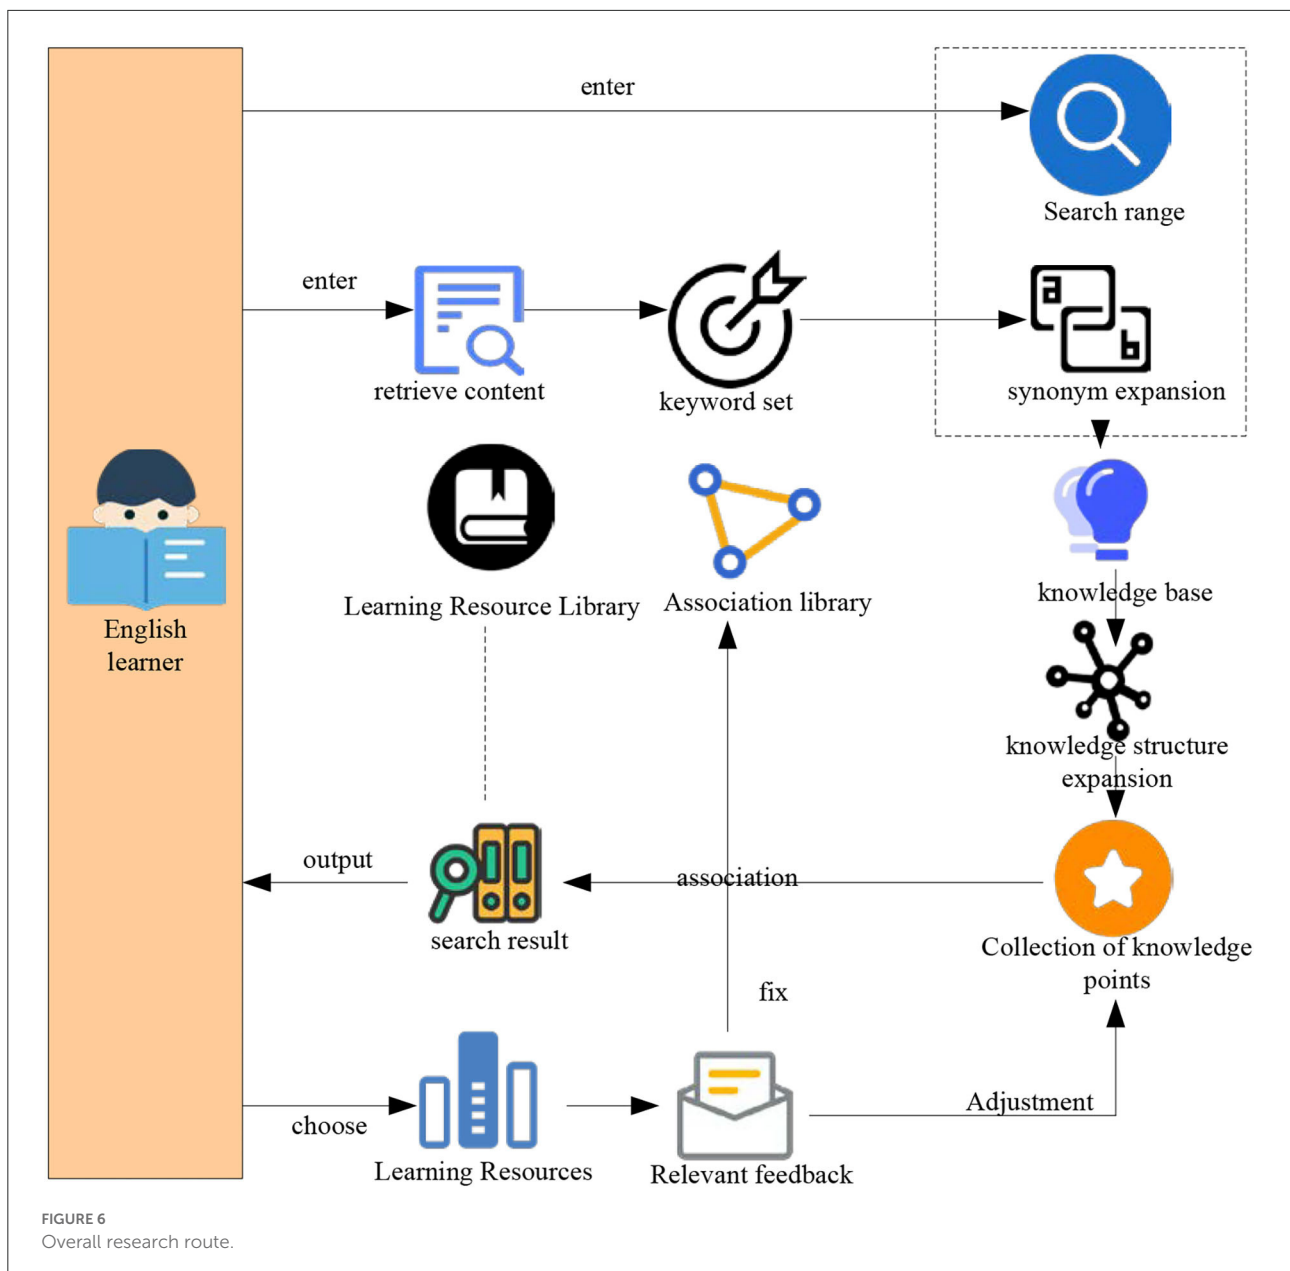 enter
Search range
enter
retrieve content
keyword set
a
b
synonym expansion
English
learner
Learning Resource Library
Association library
knowledge base
knowledge structure
expansion
output
association
search result
Collection of knowledge
points
fix
choose
Adjustment
Learning Resources
Relevant feedback
FIGURE 6
Overall research route.